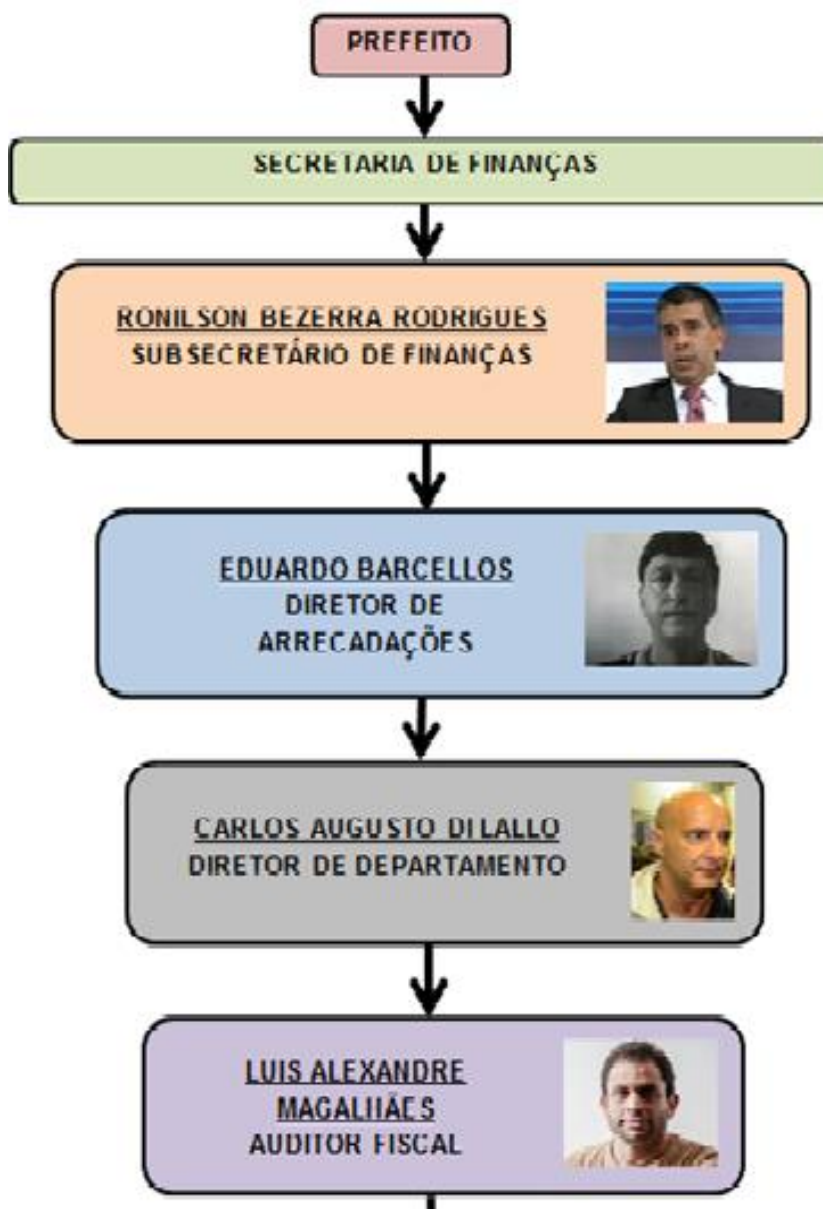 PREFEITO
SECRETARIA DE FINANÇAS
RONILSON BEZERRA RODRIGUES
SUBSECRETÁRIO DE FINANÇAS
EDUARDO BARCELLOS
DIRETOR DE
ARRECADAÇÕES
CARLOS AUGUSTO DI LALLO
DIRETOR DE DEPARTAMENTO
LUIS ALEXANDRE
MAGALHÃES
AUDITOR FISCAL